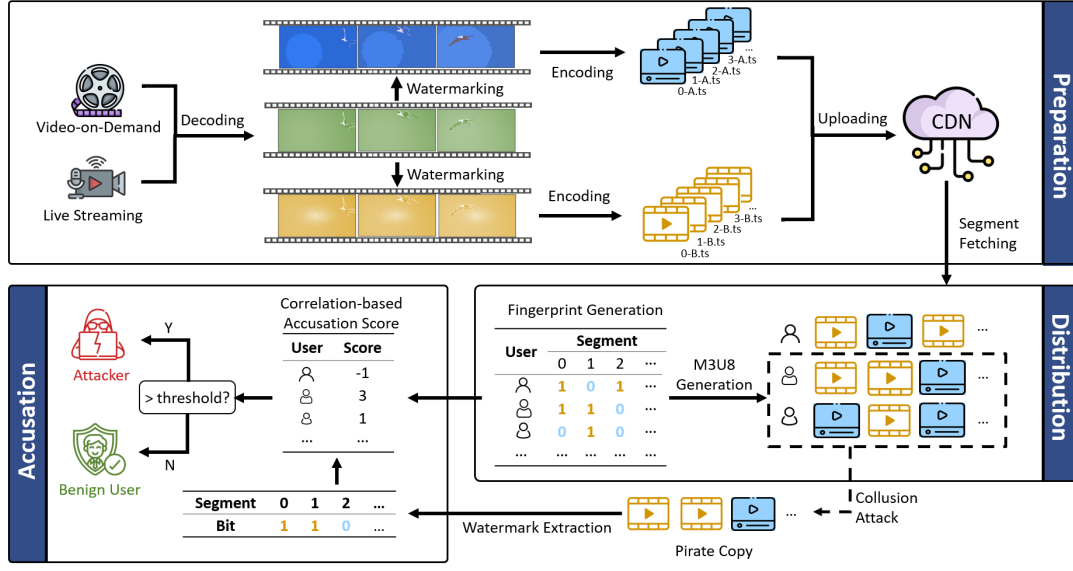 Preparation
Video-on-Demand
Live Streaming
Decoding
Watermarking
Watermarking
Encoding
Encoding
...
3-A.ts
2-A.ts
1-A.ts
0-A.ts
...
3-B.ts
2-B.ts
1-B.ts
0-B.ts
Uploading
CDN
Segment
Fetching
Distribution
Fingerprint Generation
Segment
User
0 1 2 ...
1 0 1 ...
1 1 0 ...
0 1 0 ...
... ... ... ...
M3U8
Generation
...
...
...
Collusion
Attack
...
Pirate Copy
Watermark Extraction
Accusation
Correlation-based
Accusation Score
User Score
-1
3
1
... ...
> threshold?
Y
N
Attacker
Benign User
Segment 0 1 2 ...
Bit 1 1 0 ...